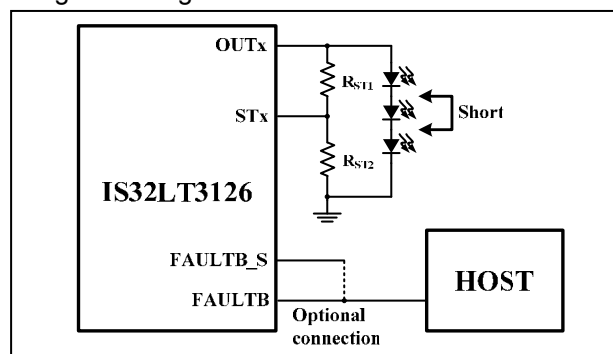 OUTx
RST1
STx
Short
RST2
IS32LT3126
FAULTB_S
FAULTB
HOST
Optional
connection